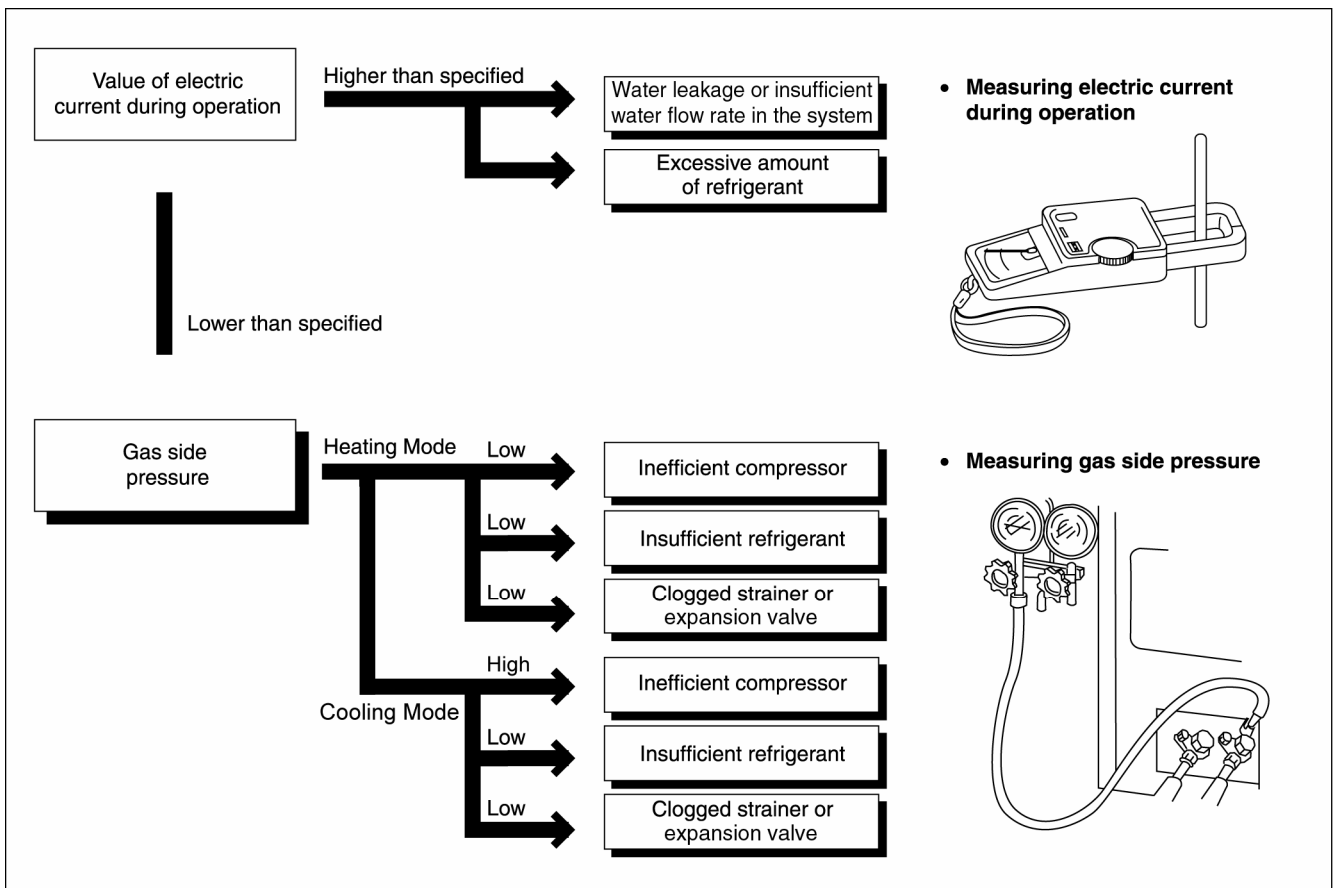 Value of electric
current during operation
Higher than specified
Water leakage or insufficient
water flow rate in the system
Excessive amount
of refrigerant
• Measuring electric current
during operation
Lower than specified
Gas side
pressure
Heating Mode
Low
Inefficient compressor
Low
Insufficient refrigerant
Low
Clogged strainer or
expansion valve
Cooling Mode
High
Inefficient compressor
Low
Insufficient refrigerant
Low
Clogged strainer or
expansion valve
• Measuring gas side pressure